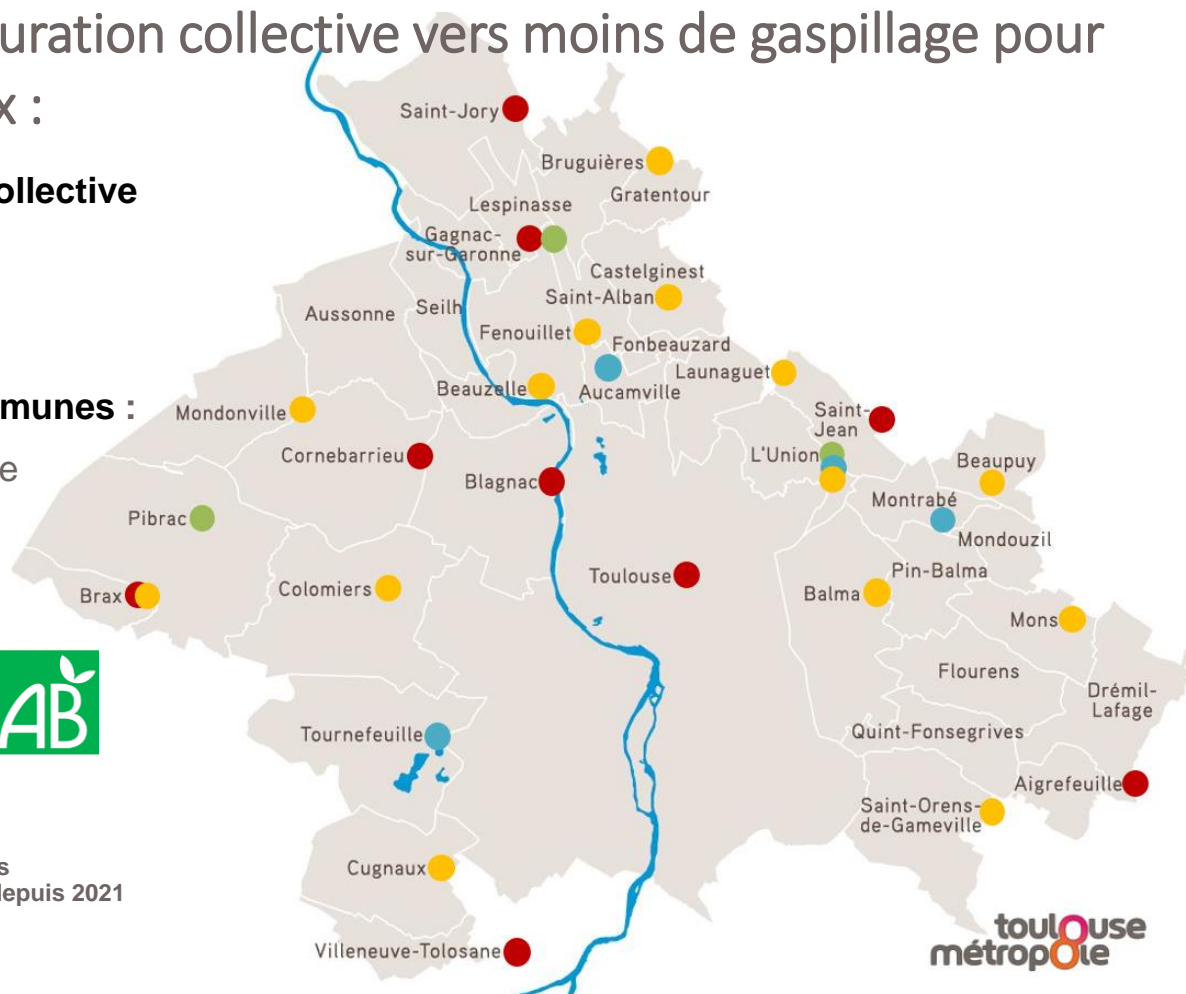 uration collective vers moins de gaspillage pour
x :
ollective
munes :
e
AB
s
depuis 2021
Saint-Jory
Bruguières
Gratentour
Lespinasse
Gagnac-
sur-Garonne
Castelginest
Saint-Alban
Aussonne
Seilh
Fenouillet
Fonbeauzard
Launaguet
Beauzelle
Aucamville
Mondonville
Saint-
Jean
Cornebarrieu
L'Union
Beaupuy
Blagnac
Montrabé
Pibrac
Mondouzil
Toulouse
Pin-Balma
Brax
Colomiers
Balma
Mons
Flourens
Drémil-
Lafage
Tournefeuille
Quint-Fonsegrives
Aigrefeuille
Saint-Orens-
de-Gameville
Cugnaux
Villeneuve-Tolosane
toulouse
métropole